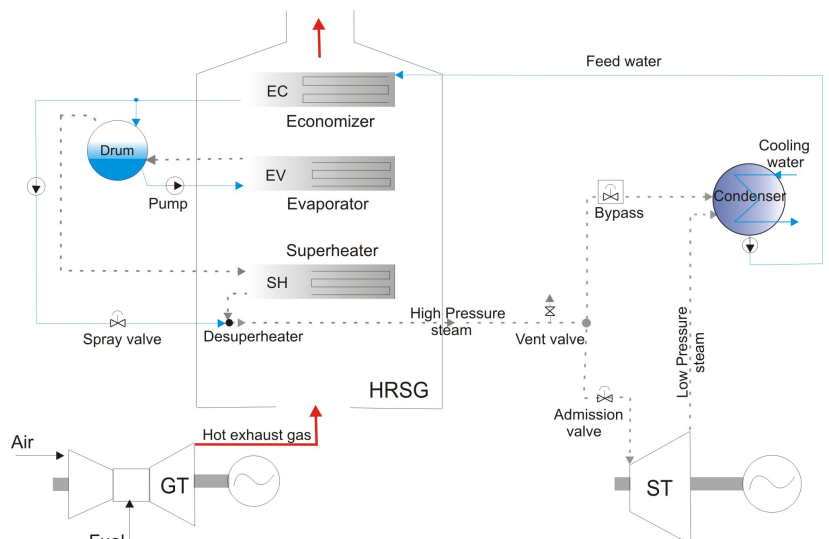 Feed water
EC
Economizer
Drum
Cooling
water
EV
Evaporator
Pump
Condenser
Bypass
Superheater
SH
High Pressure
steam
Spray valve
Desuperheater
Vent valve
Low Pressure
steam
HRSG
Admission
valve
Hot exhaust gas
Air
GT
ST
Fuel